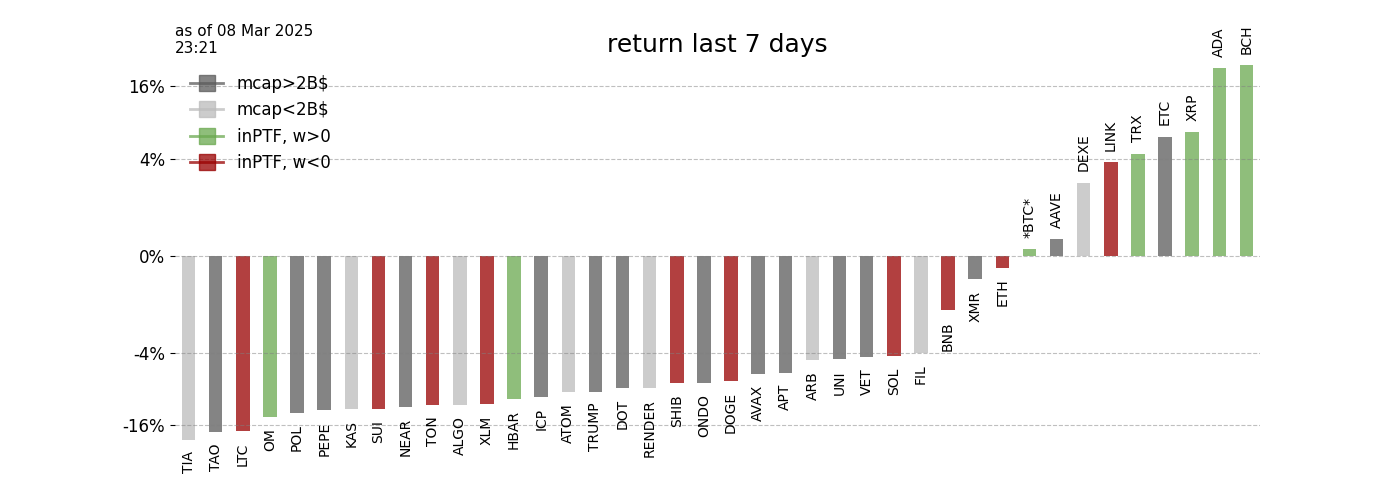 as of 08 Mar 2025
23:21
return last 7 days
mcap>2B$
mcap<2B$
inPTF, w>0
inPTF, w<0
16%
4%
0%
-4%
-16%
TIA
TAO
LTC
OM
POL
PEPE
KAS
SUI
NEAR
TON
ALGO
XLM
HBAR
ICP
ATOM
TRUMP
DOT
RENDER
SHIB
ONDO
DOGE
AVAX
APT
ARB
UNI
VET
SOL
FIL
BNB
XMR
ETH
*BTC*
AAVE
DEXE
LINK
TRX
ETC
XRP
ADA
BCH